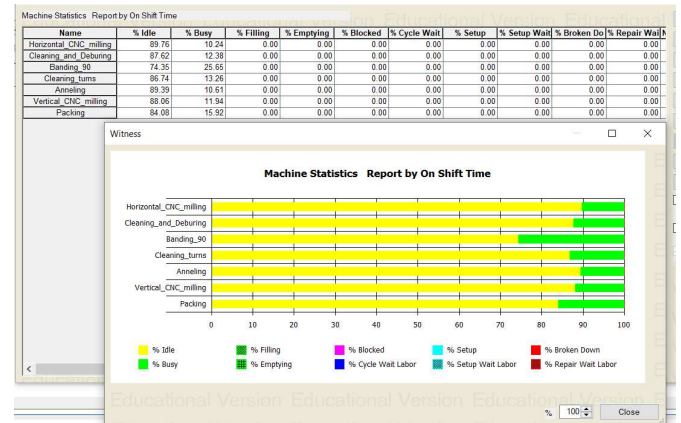 Machine Statistics Report by On Shift Time
Name % Idle % Busy % Filling % Emptying % Blocked % Cycle Wait % Setup % Setup Wait % Broken Do % Repair Wai N
Horizontal_CNC_milling 89.76 10.24 0.00 0.00 0.00 0.00 0.00 0.00 0.00 0.00
Cleaning_and_Deburing 87.62 12.38 0.00 0.00 0.00 0.00 0.00 0.00 0.00 0.00
Banding_90 74.35 25.65 0.00 0.00 0.00 0.00 0.00 0.00 0.00 0.00
Cleaning_turns 86.74 13.26 0.00 0.00 0.00 0.00 0.00 0.00 0.00 0.00
Anneling 89.39 10.61 0.00 0.00 0.00 0.00 0.00 0.00 0.00 0.00
Vertical_CNC_milling 88.06 11.94 0.00 0.00 0.00 0.00 0.00 0.00 0.00 0.00
Packing 84.08 15.92 0.00 0.00 0.00 0.00 0.00 0.00 0.00 0.00
Witness
Machine Statistics Report by On Shift Time
Horizontal_CNC_milling
Cleaning_and_Deburing
Banding_90
Cleaning_turns
Anneling
Vertical_CNC_milling
Packing
0 10 20 30 40 50 60 70 80 90 100
% Idle % Filling % Blocked % Setup % Broken Down
% Busy % Emptying % Cycle Wait Labor % Setup Wait Labor % Repair Wait Labor
Educational Version Educational Version Educational Version
% 100 Close